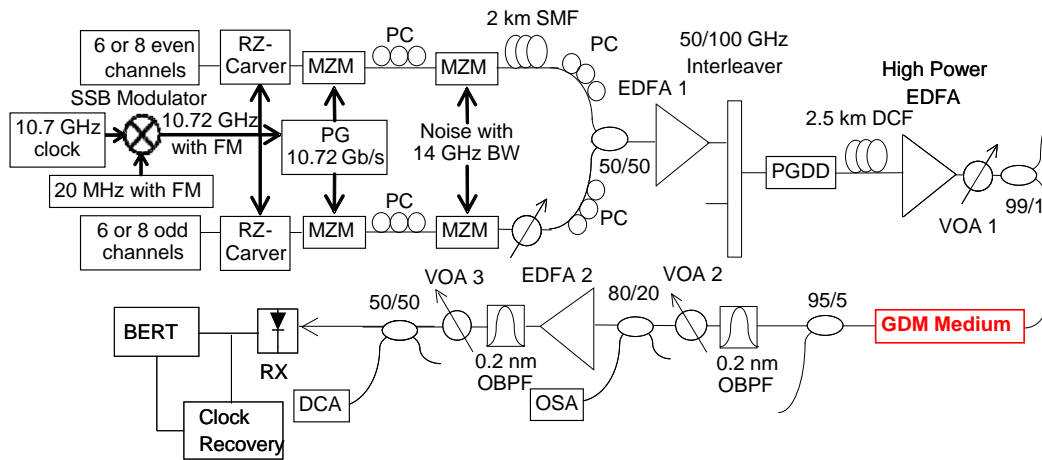 6 or 8 even
channels
RZ-
Carver
MZM
PC
MZM
2 km SMF
PC
50/100 GHz
Interleaver
EDFA 1
High Power
EDFA
SSB Modulator
10.7 GHz
clock
10.72 GHz
with FM
PG
10.72 Gb/s
Noise with
14 GHz BW
50/50
2.5 km DCF
PGDD
VOA 1
99/1
20 MHz with FM
6 or 8 odd
channels
RZ-
Carver
MZM
PC
MZM
PC
BERT
RX
50/50
VOA 3
EDFA 2
80/20
VOA 2
95/5
GDM Medium
0.2 nm
OBPF
0.2 nm
OBPF
DCA
OSA
Clock
Recovery